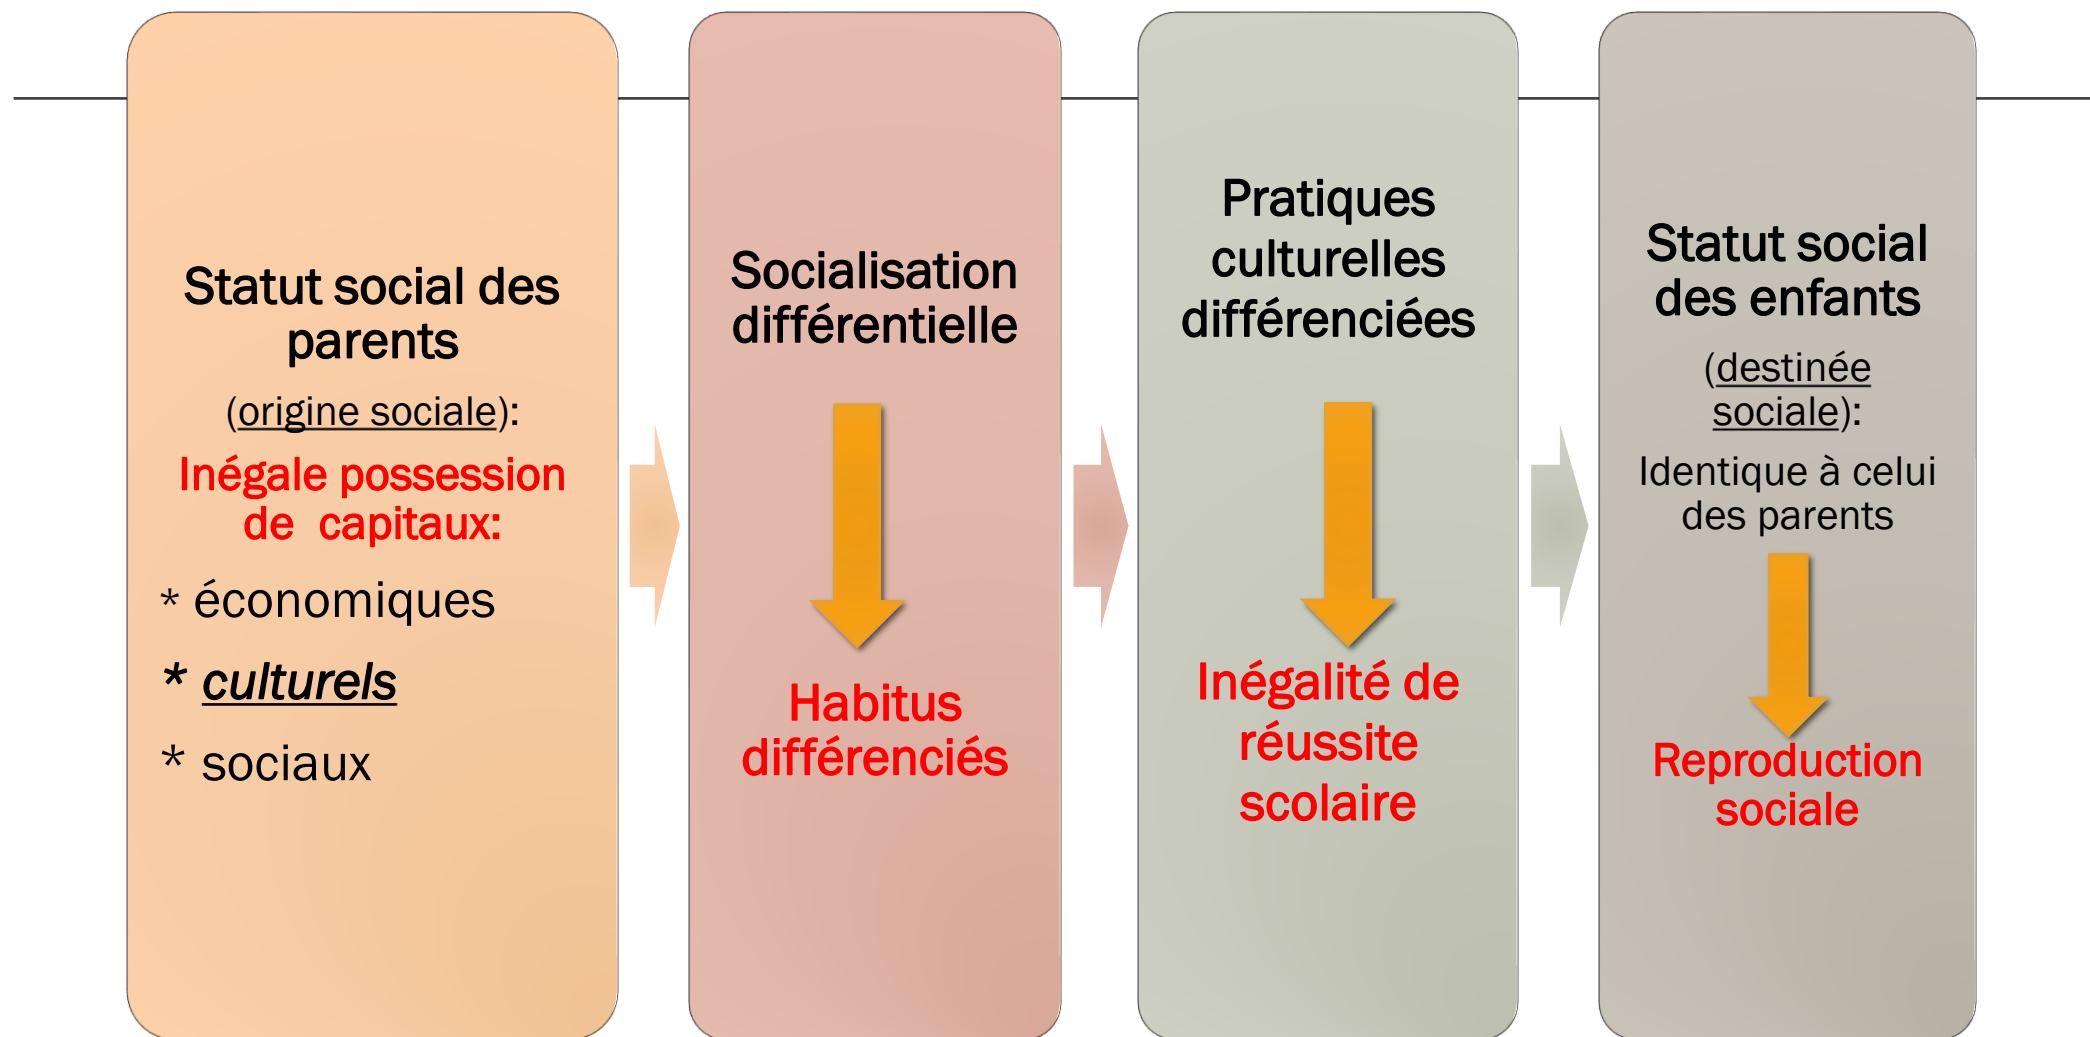 Statut social des
parents
(origine sociale):
Inégale possession
de  capitaux:
* économiques
* culturels
* sociaux
Socialisation
différentielle
Habitus
différenciés
Pratiques
culturelles
différenciées
Inégalité de
réussite
scolaire
Statut social
des enfants
(destinée
sociale):
Identique à celui
des parents
Reproduction
sociale